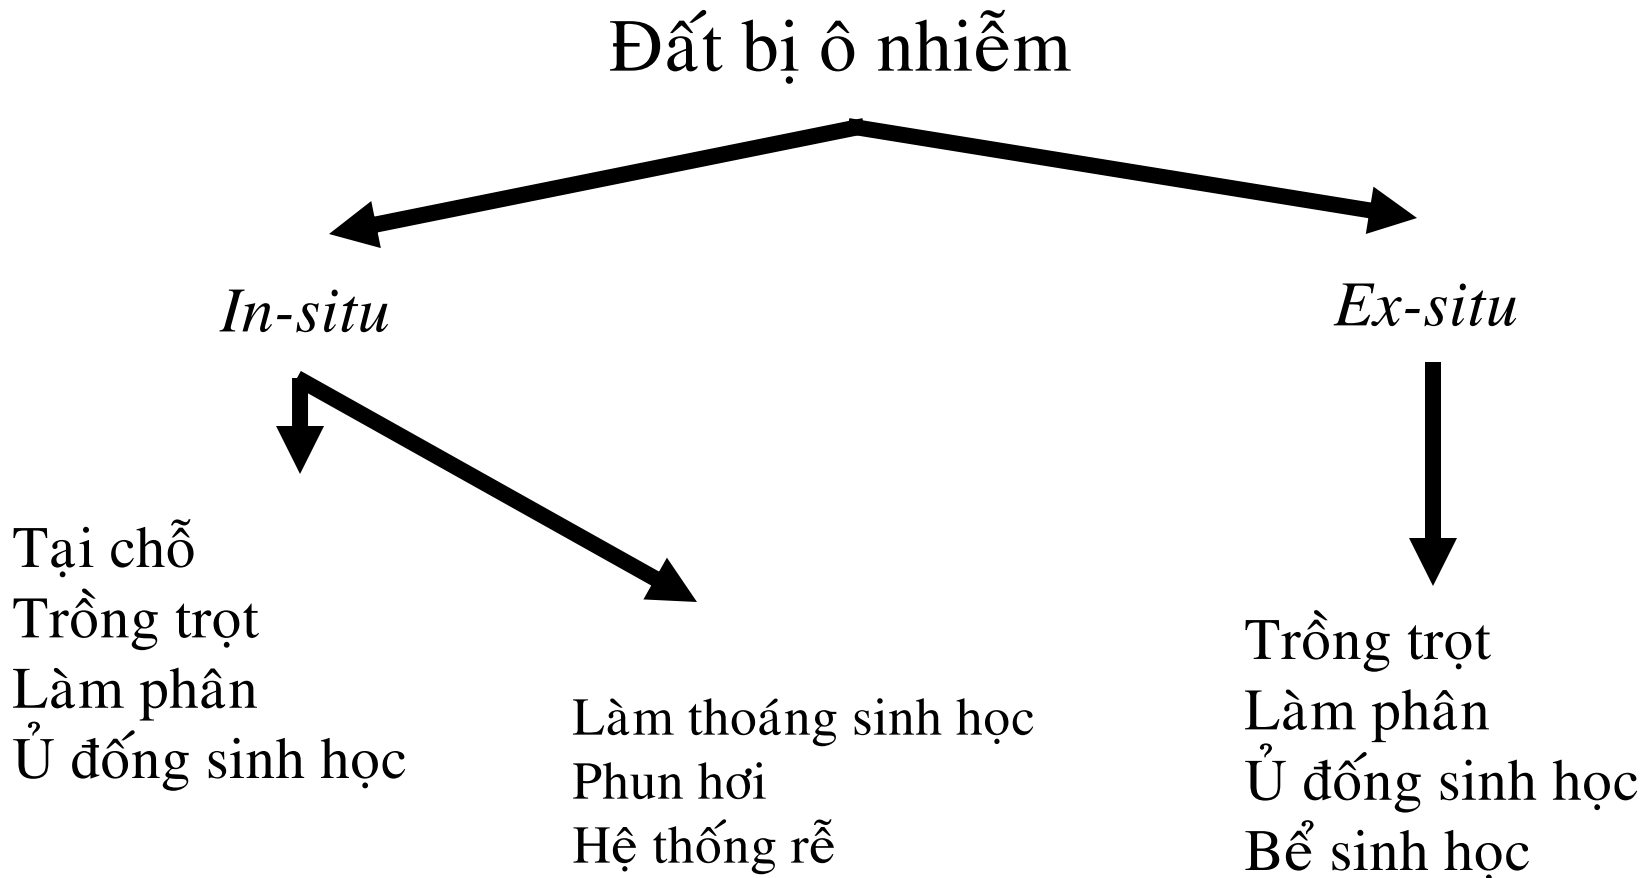 Đất bị ô nhiễm
In-situ
Ex-situ
Tại chỗ
Trồng trọt
Làm phân
Ủ đống sinh học
Làm thoáng sinh học
Phun hơi
Hệ thống rễ
Trồng trọt
Làm phân
Ủ đống sinh học
Bể sinh học